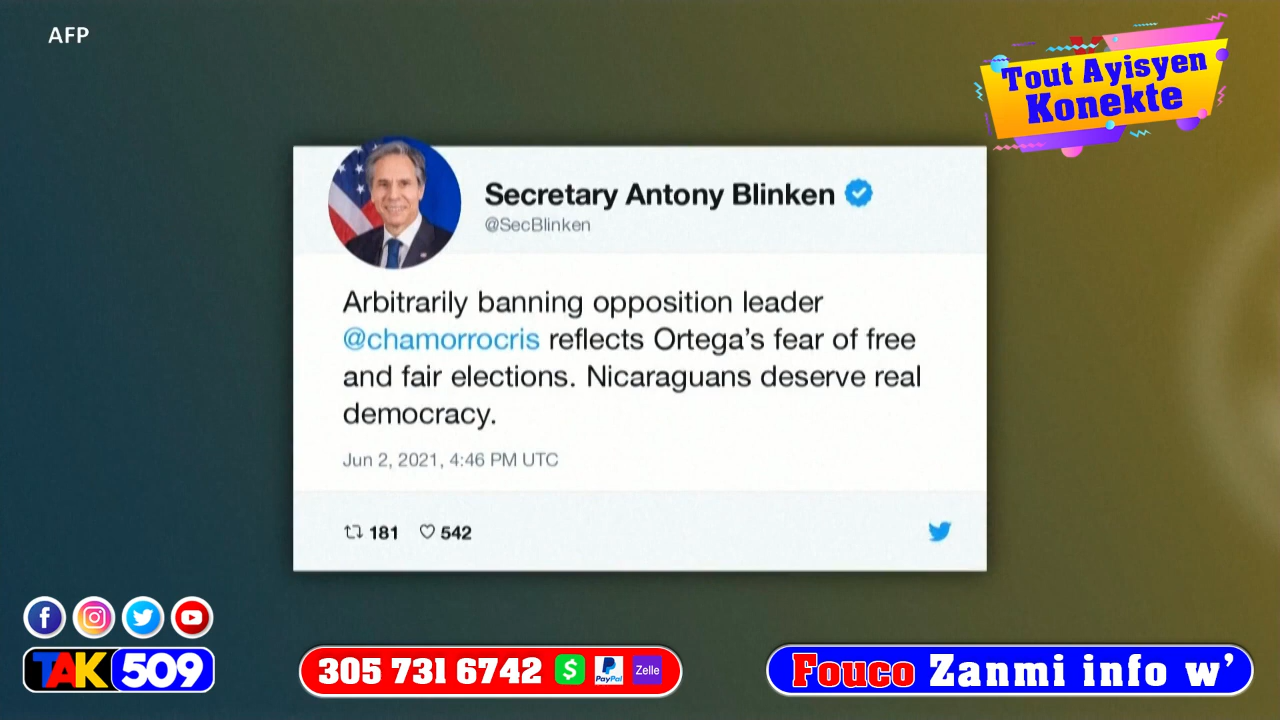 AFP
Tout Ayisyen
Konekte
Secretary Antony Blinken
@SecBlinken
Arbitrarily banning opposition leader
@chamorrocris reflects Ortega’s fear of free
and fair elections. Nicaraguans deserve real
democracy.
Jun 2, 2021, 4:46 PM UTC
181 542
TAK 509
305 731 6742 $ PayPal Zelle
Fouco Zanmi info w’